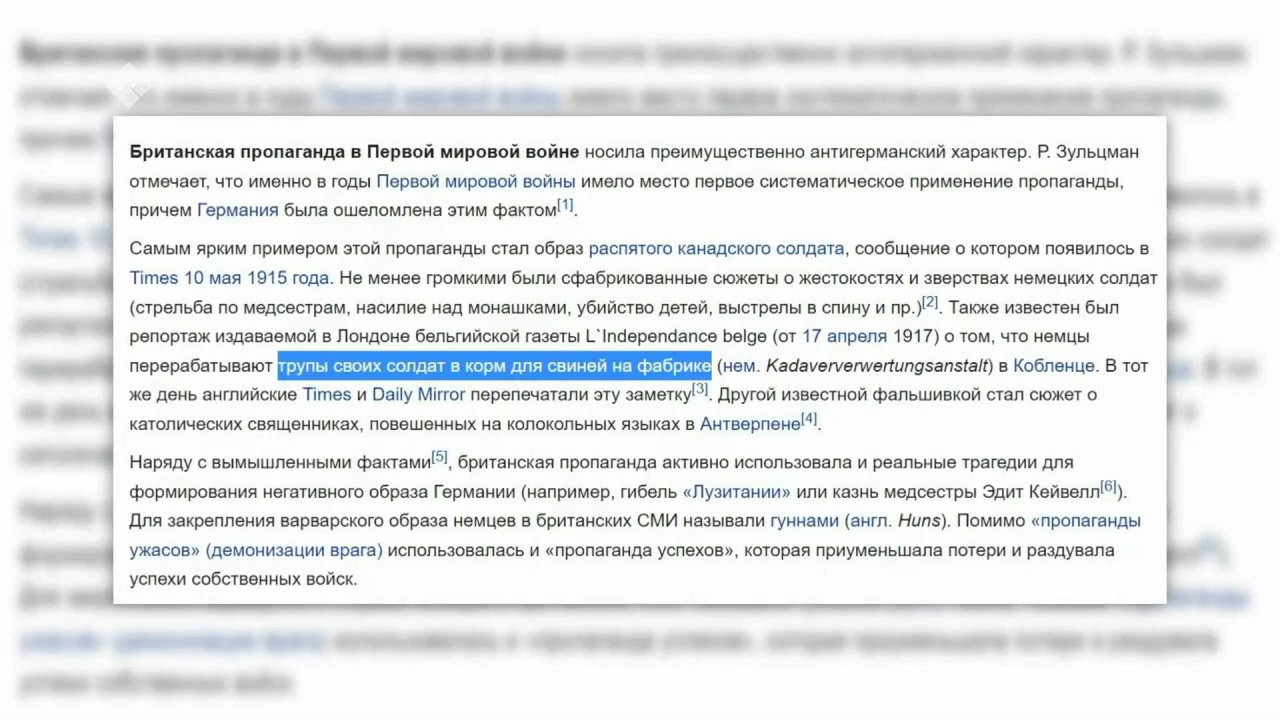 Британская пропаганда в Первой мировой войне носила преимущественно антигерманский характер. Р. Зульцман
отмечает, что именно в годы Первой мировой войны имело место первое систематическое применение пропаганды,
причем Германия была ошеломлена этим фактом[1].
Самым ярким примером этой пропаганды стал образ распятого канадского солдата, сообщение о котором появилось в
Times 10 мая 1915 года. Не менее громкими были сфабрикованные сюжеты о жестокостях и зверствах немецких солдат
(стрельба по медсестрам, насилие над монашками, убийство детей, выстрелы в спину и пр.)[2]. Также известен был
репортаж издаваемой в Лондоне бельгийской газеты L`Independance belge (от 17 апреля 1917) о том, что немцы
перерабатывают трупы своих солдат в корм для свиней на фабрике (нем. Kadaververwertungsanstalt) в Кобленце. В тот
же день английские Times и Daily Mirror перепечатали эту заметку[3]. Другой известной фальшивкой стал сюжет о
католических священниках, повешенных на колокольных языках в Антверпене[4].
Наряду с вымышленными фактами[5], британская пропаганда активно использовала и реальные трагедии для
формирования негативного образа Германии (например, гибель «Лузитании» или казнь медсестры Эдит Кейвелл[6]).
Для закрепления варварского образа немцев в британских СМИ называли гуннами (англ. Huns). Помимо «пропаганды
ужасов» (демонизации врага) использовалась и «пропаганда успехов», которая приуменьшала потери и раздувала
успехи собственных войск.